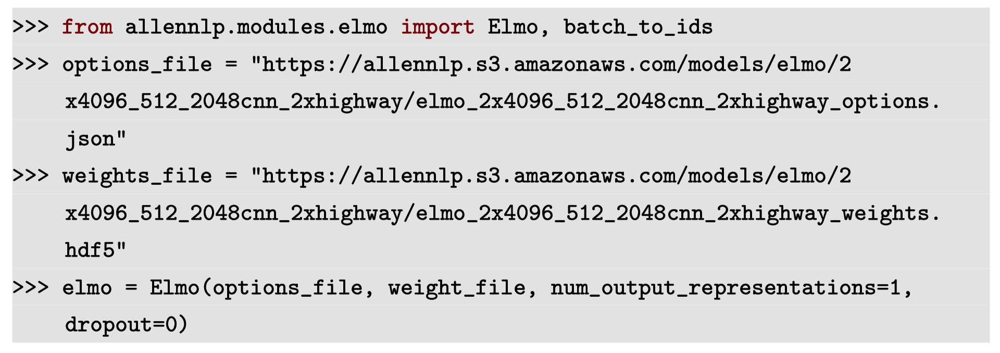 >>> from allennlp.modules.elmo import Elmo, batch_to_ids
>>> options_file = "https://allennlp.s3.amazonaws.com/models/elmo/2
x4096_512_2048cnn_2xhighway/elmo_2x4096_512_2048cnn_2xhighway_options.
json"
>>> weights_file = "https://allennlp.s3.amazonaws.com/models/elmo/2
x4096_512_2048cnn_2xhighway/elmo_2x4096_512_2048cnn_2xhighway_weights.
hdf5"
>>> elmo = Elmo(options_file, weight_file, num_output_representations=1,
dropout=0)